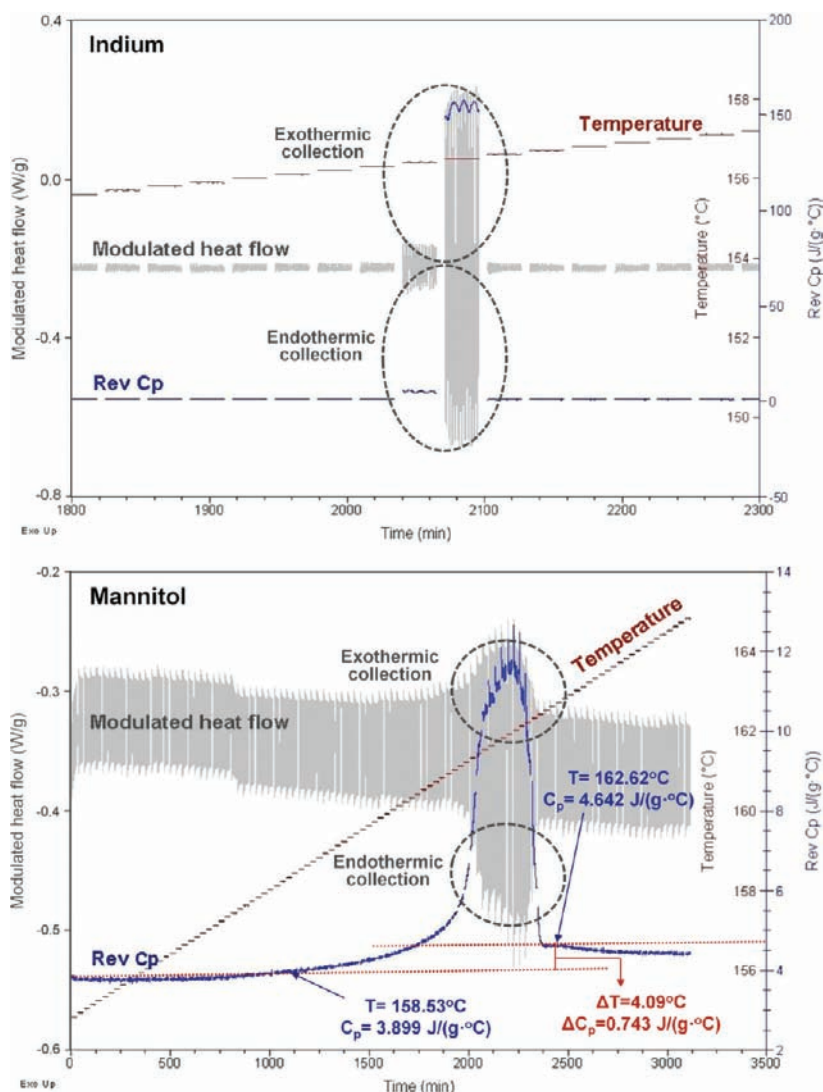 Indium
Exothermic
collection
Temperature
Modulated heat flow
Endothermic
collection
Rev Cp
Modulated heat flow (W/g)
0.4
0.0
-0.4
-0.8
Temperature (°C)
158
156
154
152
150
Rev Cp (J/(g·°C))
200
150
100
50
0
-50
1800
1900
2000
2100
2200
2300
Exo Up
Time (min)
Mannitol
Exothermic
collection
Temperature
Modulated heat flow
T= 162.62°C
Cp= 4.642 J/(g·°C)
Endothermic
collection
Rev Cp
T= 158.53°C
Cp= 3.899 J/(g·°C)
ΔT=4.09°C
ΔCp=0.743 J/(g·°C)
Modulated heat flow (W/g)
-0.2
-0.3
-0.4
-0.5
-0.6
Temperature (°C)
164
162
160
158
156
Rev Cp (J/(g·°C))
14
12
10
8
6
4
2
0
500
1000
1500
2000
2500
3000
3500
Exo Up
Time (min)